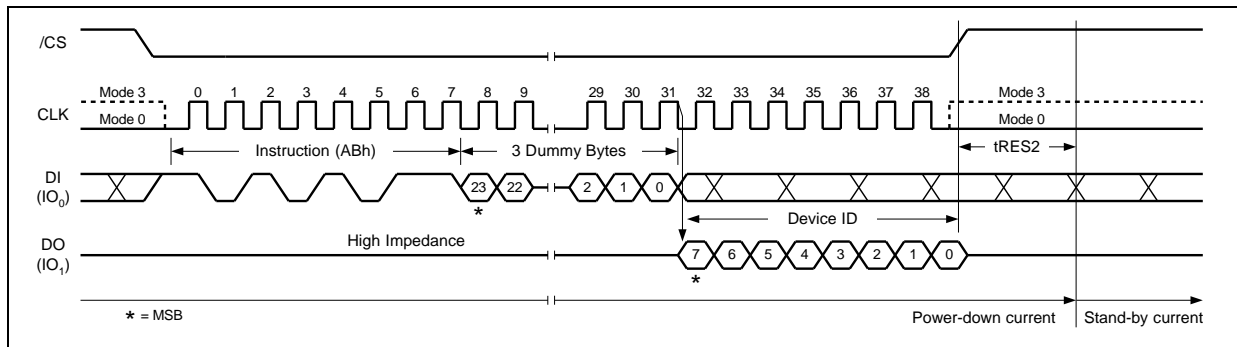 /CS
Mode 3 0 1 2 3 4 5 6 7 8 9 29 30 31 32 33 34 35 36 37 38 Mode 3
CLK
Mode 0 Mode 0
Instruction (ABh) 3 Dummy Bytes tRES2
DI
(IO0)
23 22 2 1 0
*
Device ID
High Impedance
DO
(IO1)
7 6 5 4 3 2 1 0
*
* = MSB
Power-down current Stand-by current